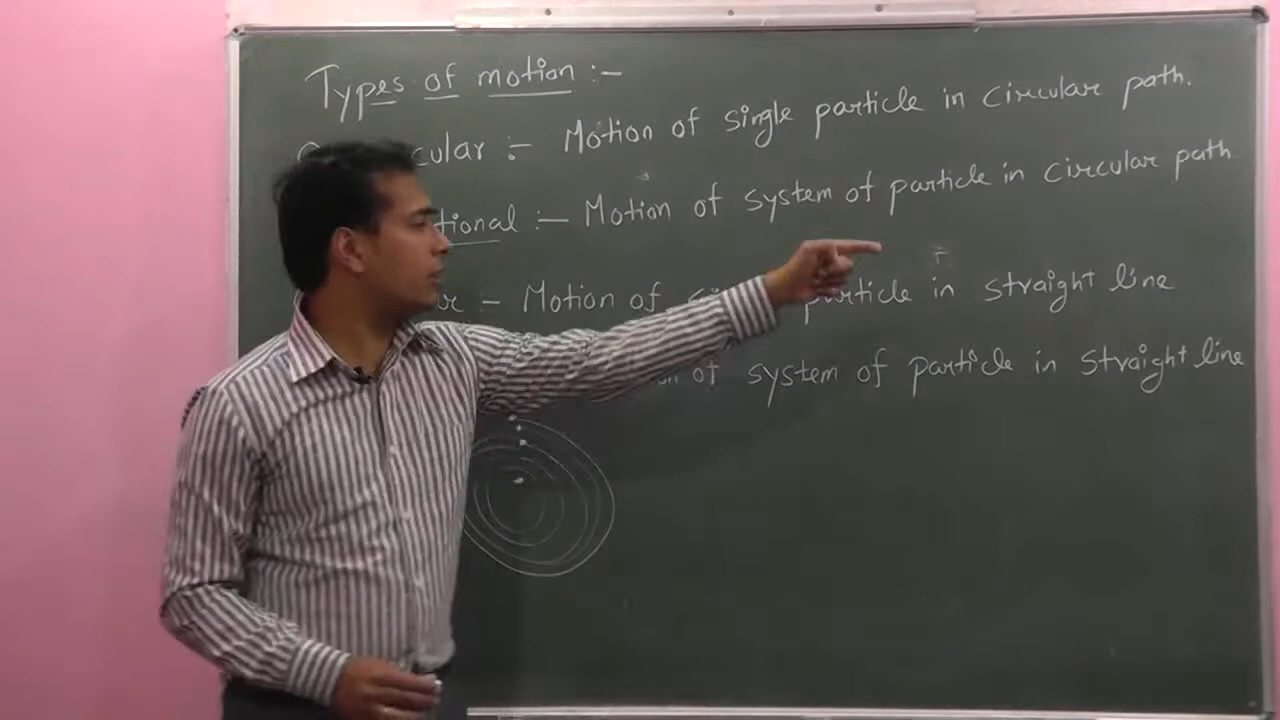 Types of motion :-
cular :- Motion of single particle in circular path.
tional :- Motion of system of particle in circular path
- Motion of particle in straight line
of system of particle in straight line